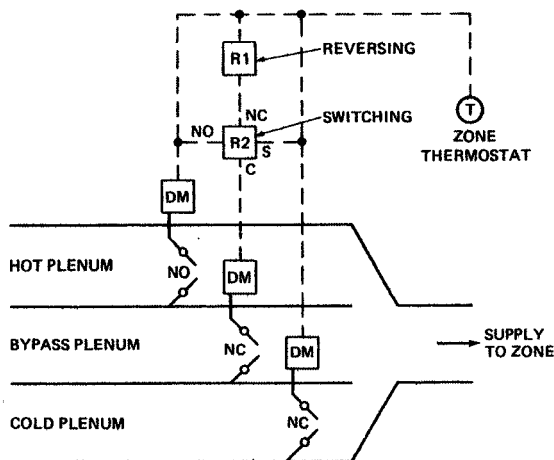 R1
REVERSING
NC
NO
R2
SWITCHING
S
C
T
ZONE
THERMOSTAT
DM
HOT PLENUM
NO
DM
BYPASS PLENUM
NC
DM
SUPPLY
TO ZONE
COLD PLENUM
NC